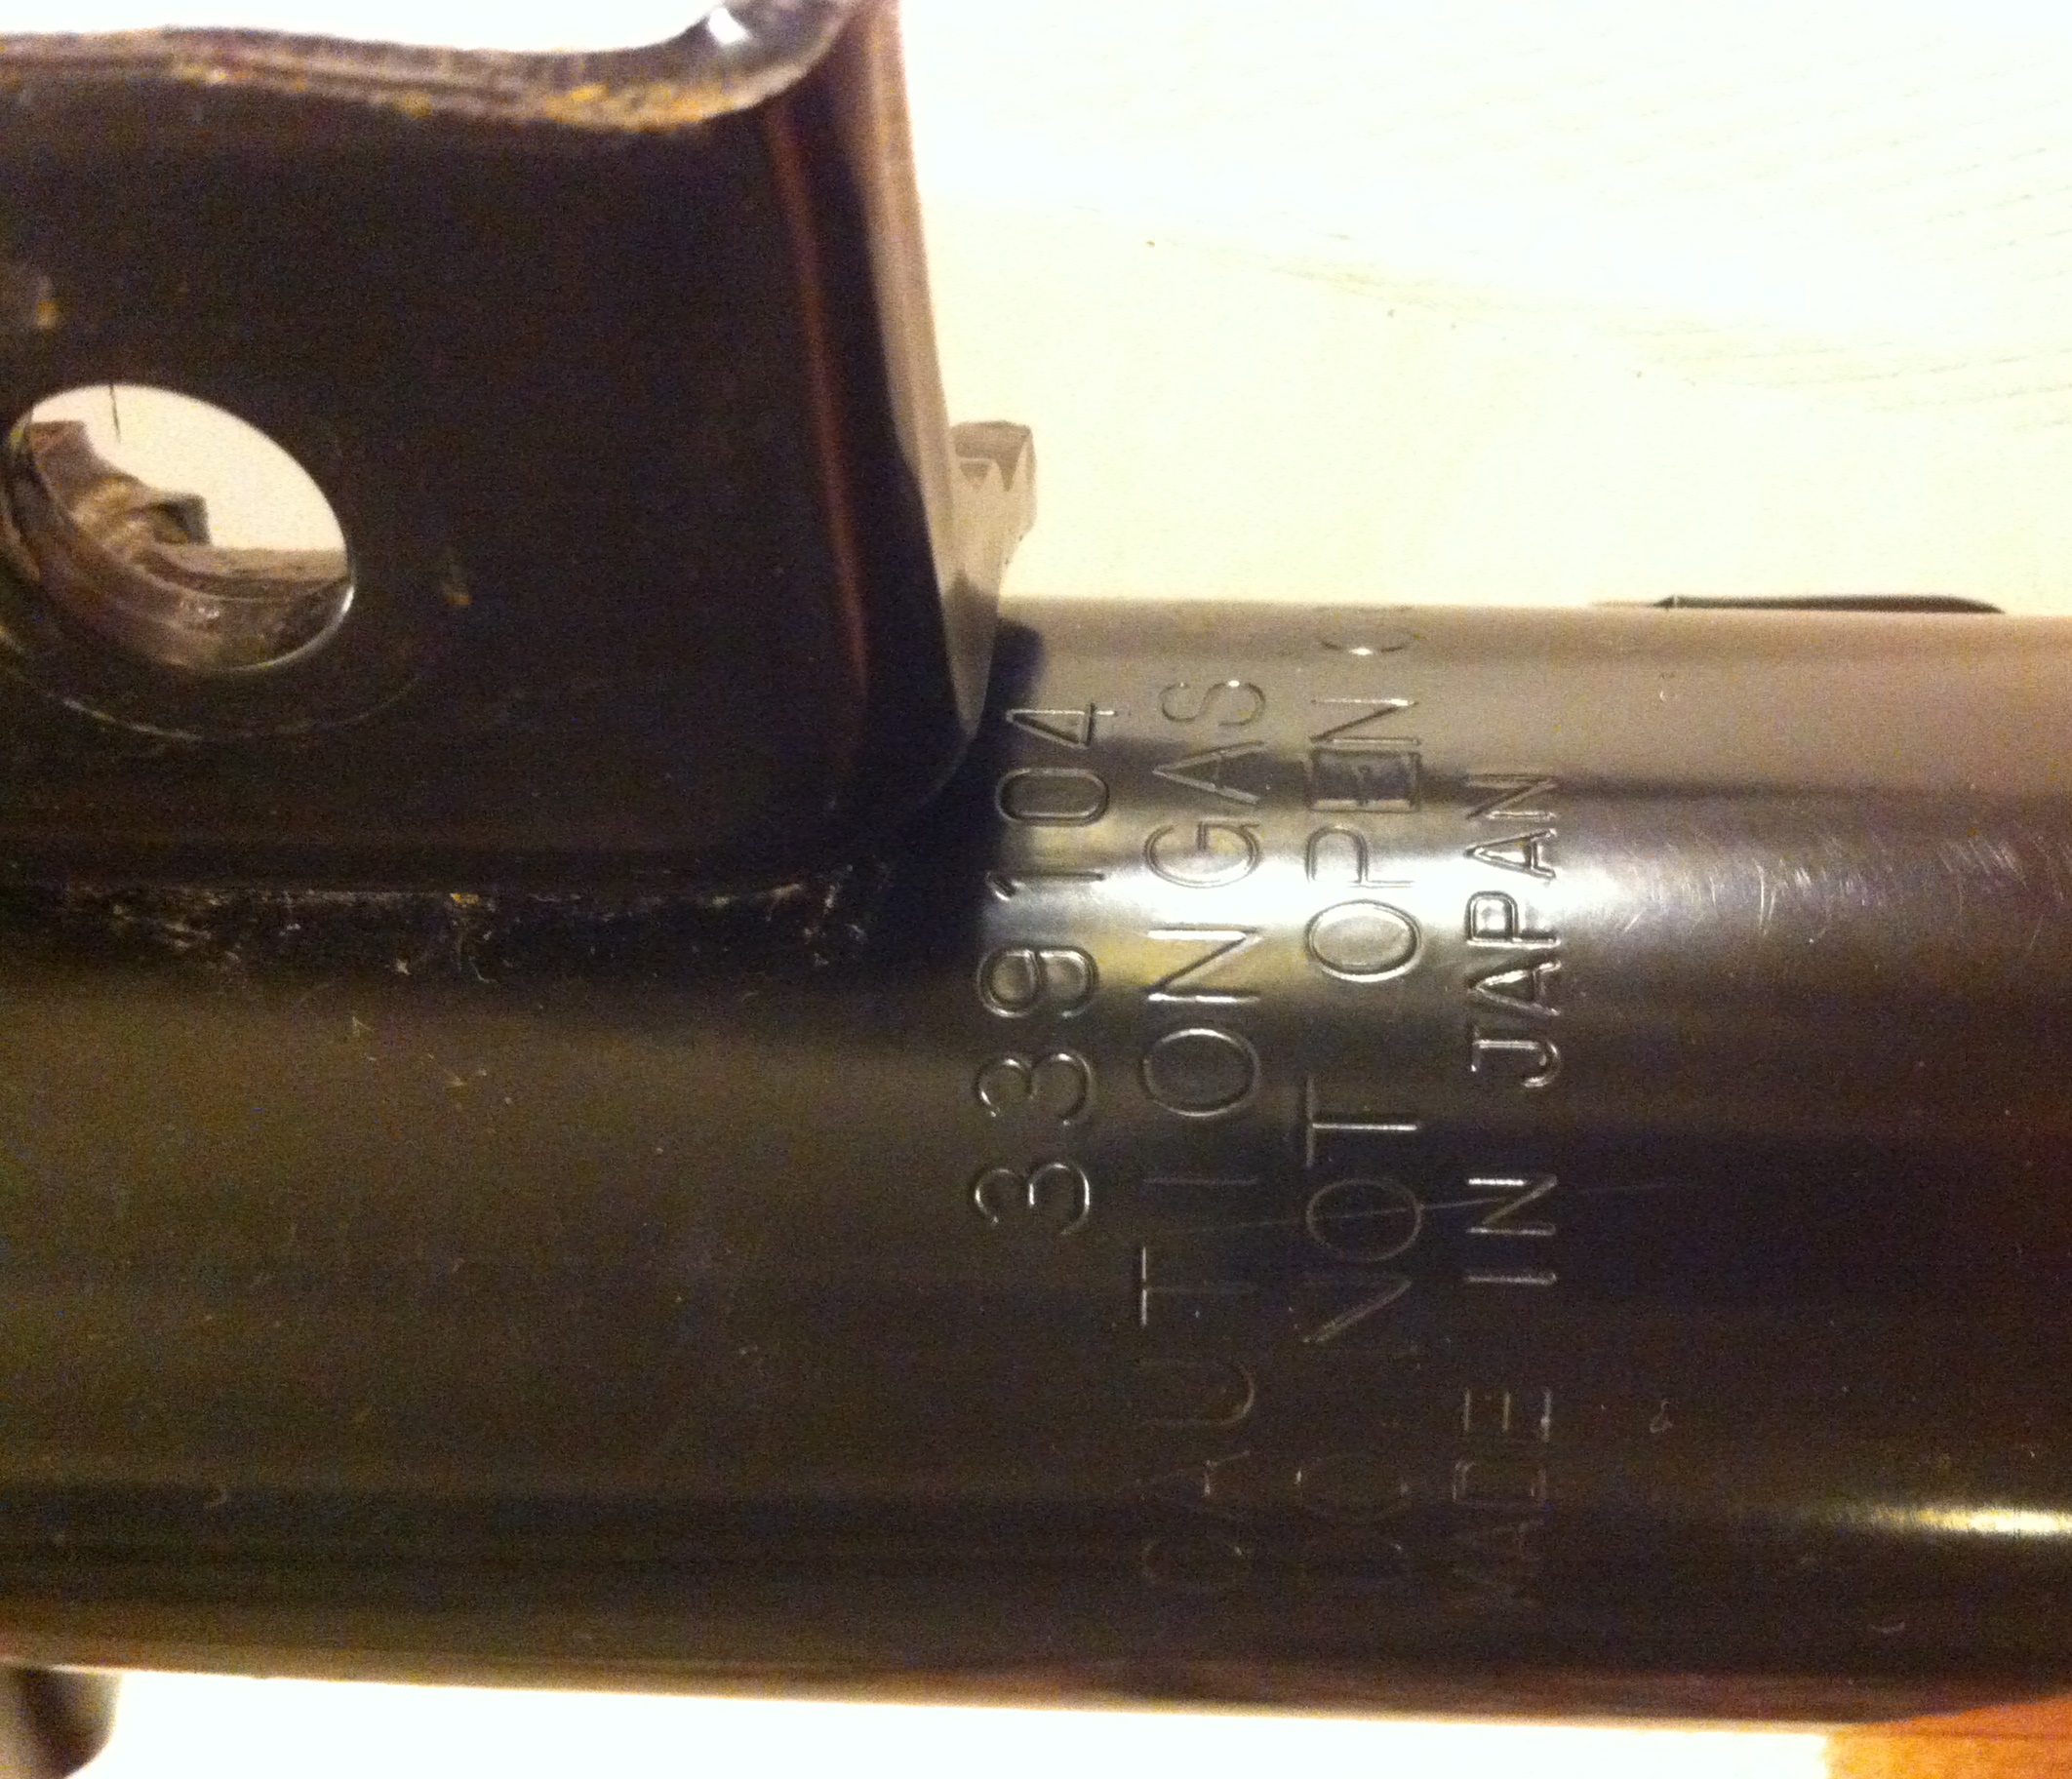 339104
CAUTION GAS
DO NOT OPEN
MADE IN JAPAN